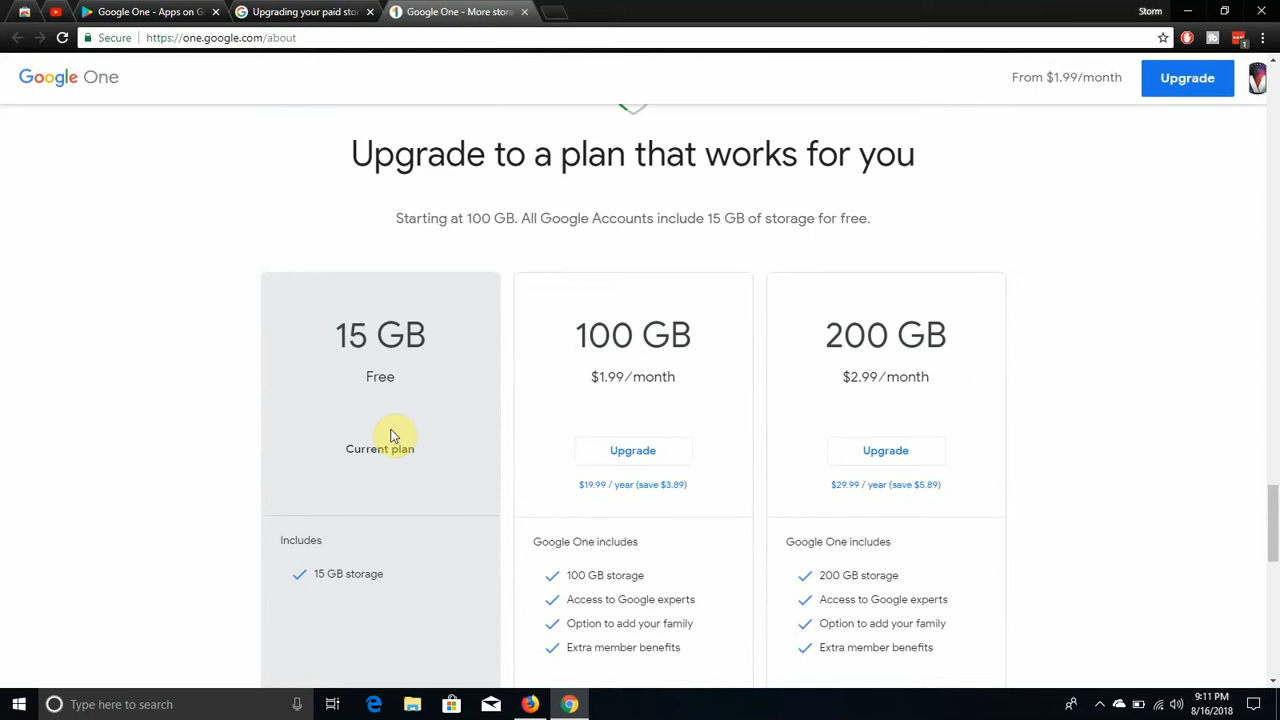 Google One - Apps on G
Upgrading your paid sto
Google One - More stora
Storm
Secure
https://one.google.com/about
Google One
From $1.99/month
Upgrade
Upgrade to a plan that works for you
Starting at 100 GB. All Google Accounts include 15 GB of storage for free.
15 GB
Free
Current plan
Includes
15 GB storage
100 GB
$1.99/month
Upgrade
$19.99 / year (save $3.89)
Google One includes
100 GB storage
Access to Google experts
Option to add your family
Extra member benefits
200 GB
$2.99/month
Upgrade
$29.99 / year (save $5.89)
Google One includes
200 GB storage
Access to Google experts
Option to add your family
Extra member benefits
Type here to search
9:11 PM
8/16/2018